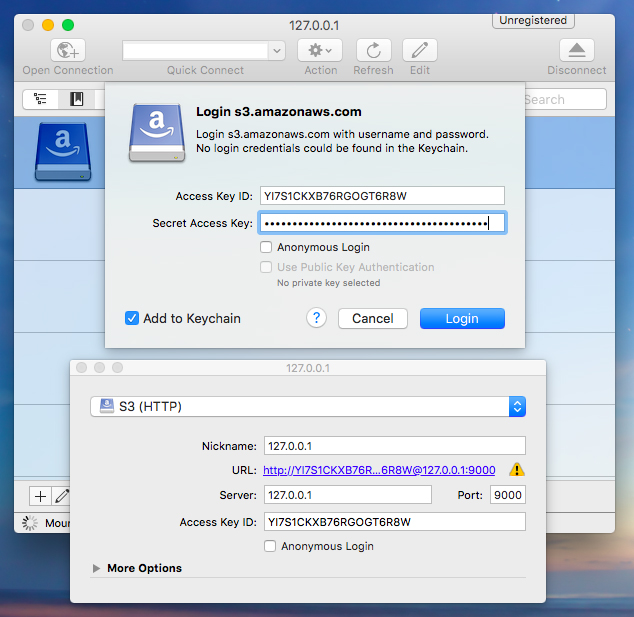 127.0.0.1
Unregistered
Open Connection
Quick Connect
Action
Refresh
Edit
Disconnect
Search
Login s3.amazonaws.com
Login s3.amazonaws.com with username and password.
No login credentials could be found in the Keychain.
Access Key ID: YI7S1CKXB76RGOGT6R8W
Secret Access Key: ••••••••••••••••••••••••••••••••••••••••
Anonymous Login
Use Public Key Authentication
No private key selected
Add to Keychain
? Cancel Login
127.0.0.1
S3 (HTTP)
Nickname: 127.0.0.1
URL: http://YI7S1CKXB76R...6R8W@127.0.0.1:9000
Server: 127.0.0.1 Port: 9000
Access Key ID: YI7S1CKXB76RGOGT6R8W
Anonymous Login
More Options